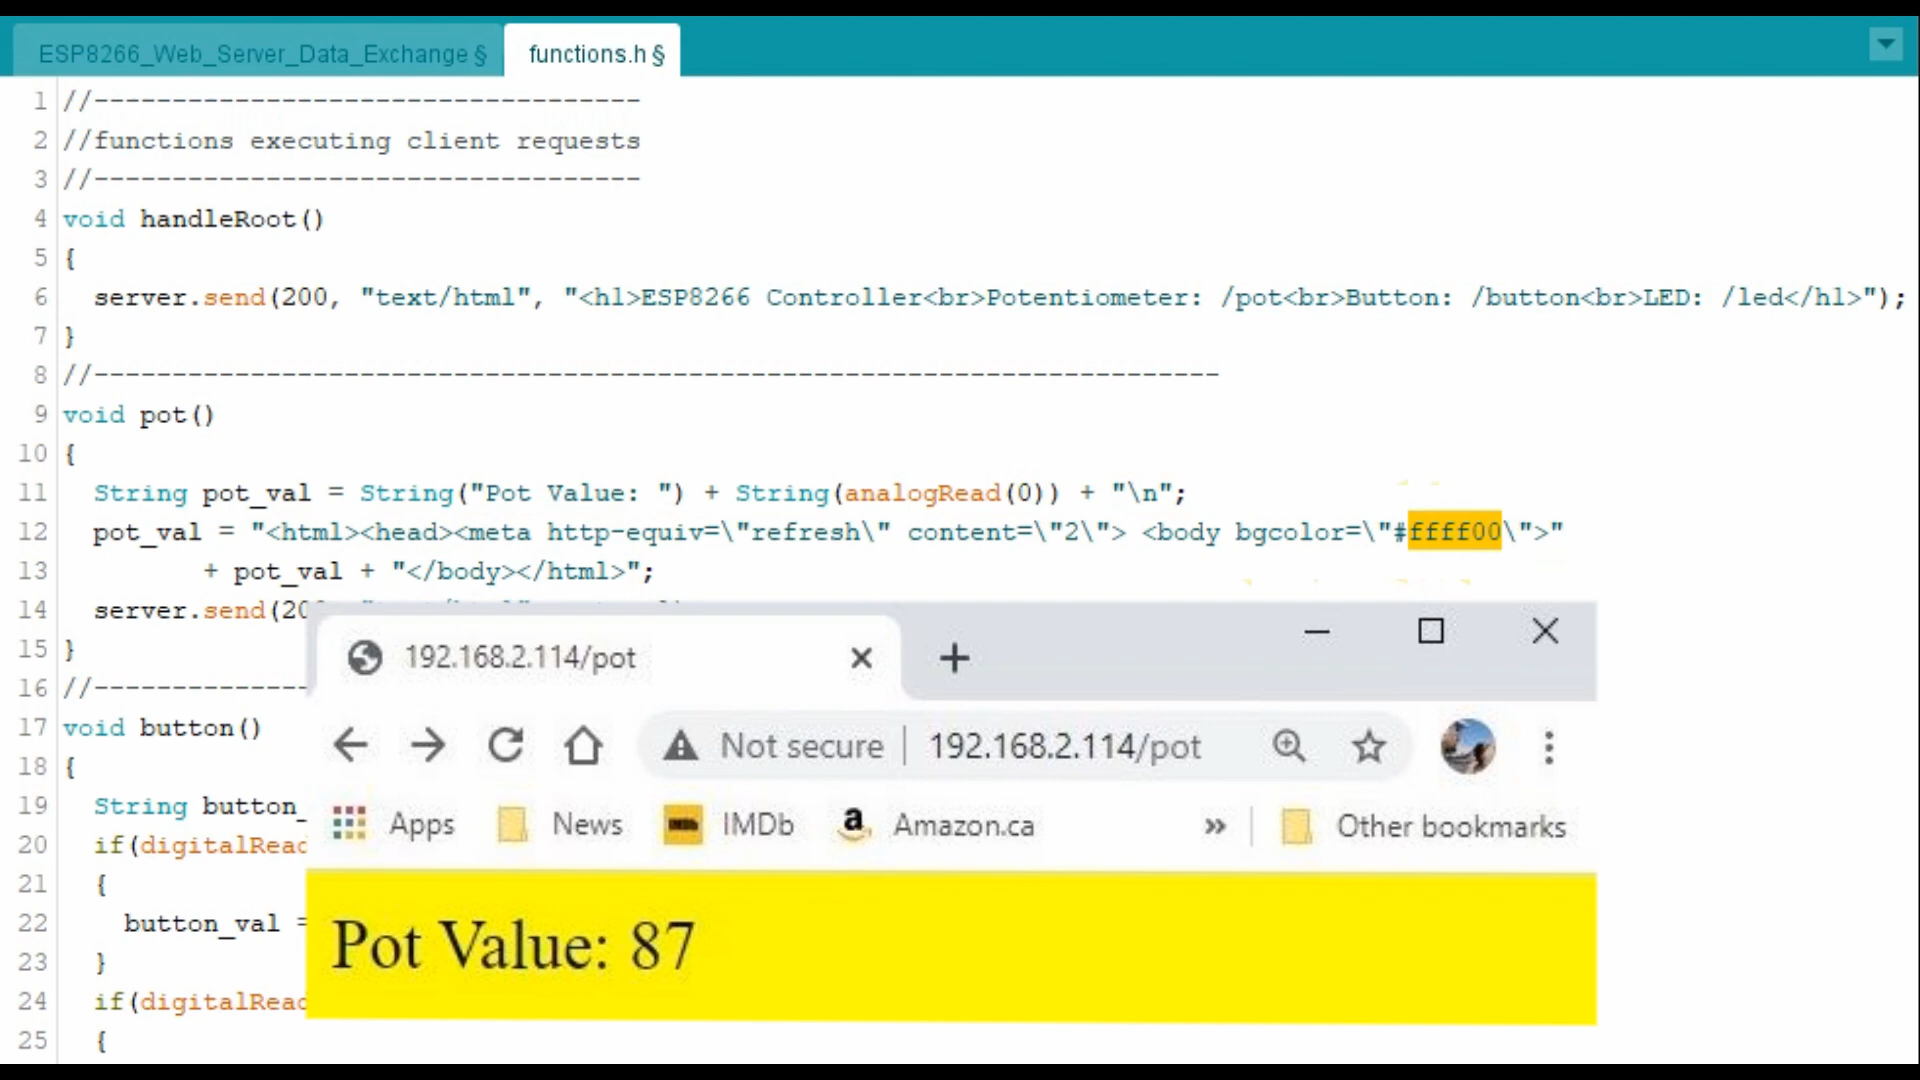 ESP8266_Web_Server_Data_Exchange § functions.h §
1 //-----------------------------------
2 //functions executing client requests
3 //-----------------------------------
4 void handleRoot()
5 {
6 server.send(200, "text/html", "<h1>ESP8266 Controller<br>Potentiometer: /pot<br>Button: /button<br>LED: /led</h1>");
7 }
8 //------------------------------------------------------------------------
9 void pot()
10 {
11 String pot_val = String("Pot Value: ") + String(analogRead(0)) + "\n";
12 pot_val = "<html><head><meta http-equiv=\"refresh\" content=\"2\"> <body bgcolor=\"#ffff00\">"
13 + pot_val + "</body></html>";
14 server.send(20
15 }
16 //--------------
17 void button()
18 {
19 String button_
20 if(digitalRead
21 {
22 button_val =
23 }
24 if(digitalRead
25 {
192.168.2.114/pot
Not secure | 192.168.2.114/pot
Apps News IMDb Amazon.ca » Other bookmarks
Pot Value: 87